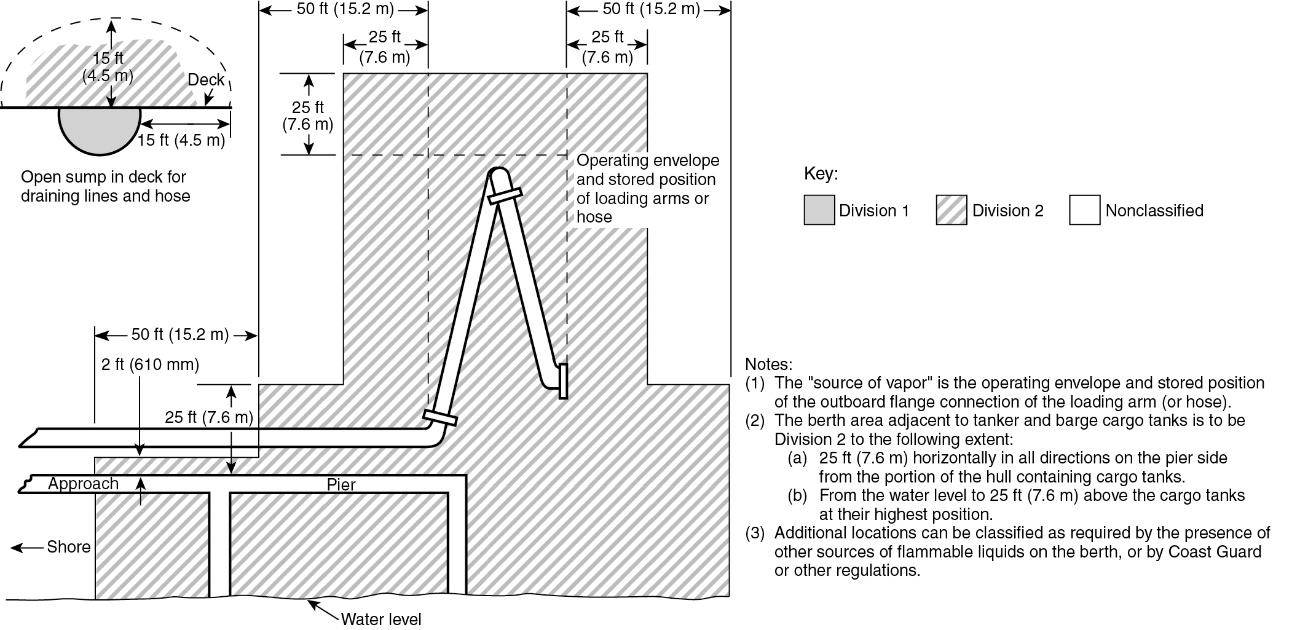 50 ft (15.2 m)
50 ft (15.2 m)
25 ft
(7.6 m)
25 ft
(7.6 m)
15 ft
(4.5 m)
Deck
15 ft (4.5 m)
Open sump in deck for
draining lines and hose
25 ft
(7.6 m)
Operating envelope
and stored position
of loading arms or
hose
Key:
Division 1
Division 2
Nonclassified
50 ft (15.2 m)
2 ft (610 mm)
25 ft (7.6 m)
Approach
Pier
Shore
Water level
Notes:
(1) The "source of vapor" is the operating envelope and stored position
of the outboard flange connection of the loading arm (or hose).
(2) The berth area adjacent to tanker and barge cargo tanks is to be
Division 2 to the following extent:
(a) 25 ft (7.6 m) horizontally in all directions on the pier side
from the portion of the hull containing cargo tanks.
(b) From the water level to 25 ft (7.6 m) above the cargo tanks
at their highest position.
(3) Additional locations can be classified as required by the presence of
other sources of flammable liquids on the berth, or by Coast Guard
or other regulations.